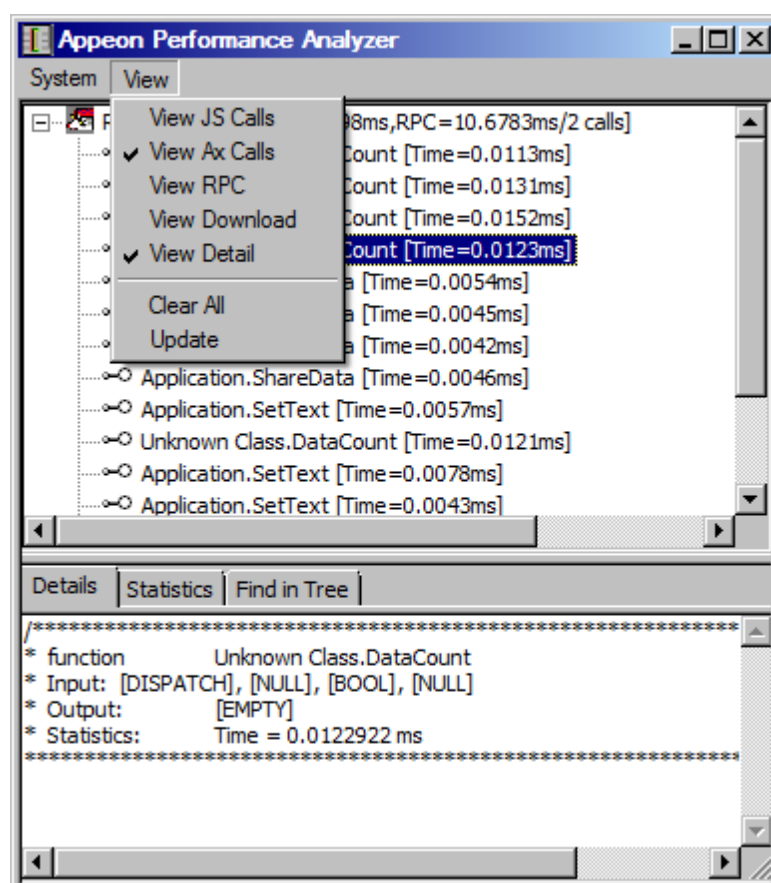 Appeon Performance Analyzer
System View
View JS Calls
View Ax Calls
View RPC
View Download
View Detail
Clear All
Update
98ms,RPC=10.6783ms/2 calls]
Count [Time=0.0113ms]
Count [Time=0.0131ms]
Count [Time=0.0152ms]
Count [Time=0.0123ms]
a [Time=0.0054ms]
a [Time=0.0045ms]
a [Time=0.0042ms]
Application.ShareData [Time=0.0046ms]
Application.SetText [Time=0.0057ms]
Unknown Class.DataCount [Time=0.0121ms]
Application.SetText [Time=0.0078ms]
Application.SetText [Time=0.0043ms]
Details Statistics Find in Tree
/***********************************************************
* function Unknown Class.DataCount
* Input: [DISPATCH], [NULL], [BOOL], [NULL]
* Output: [EMPTY]
* Statistics: Time = 0.0122922 ms
************************************************************